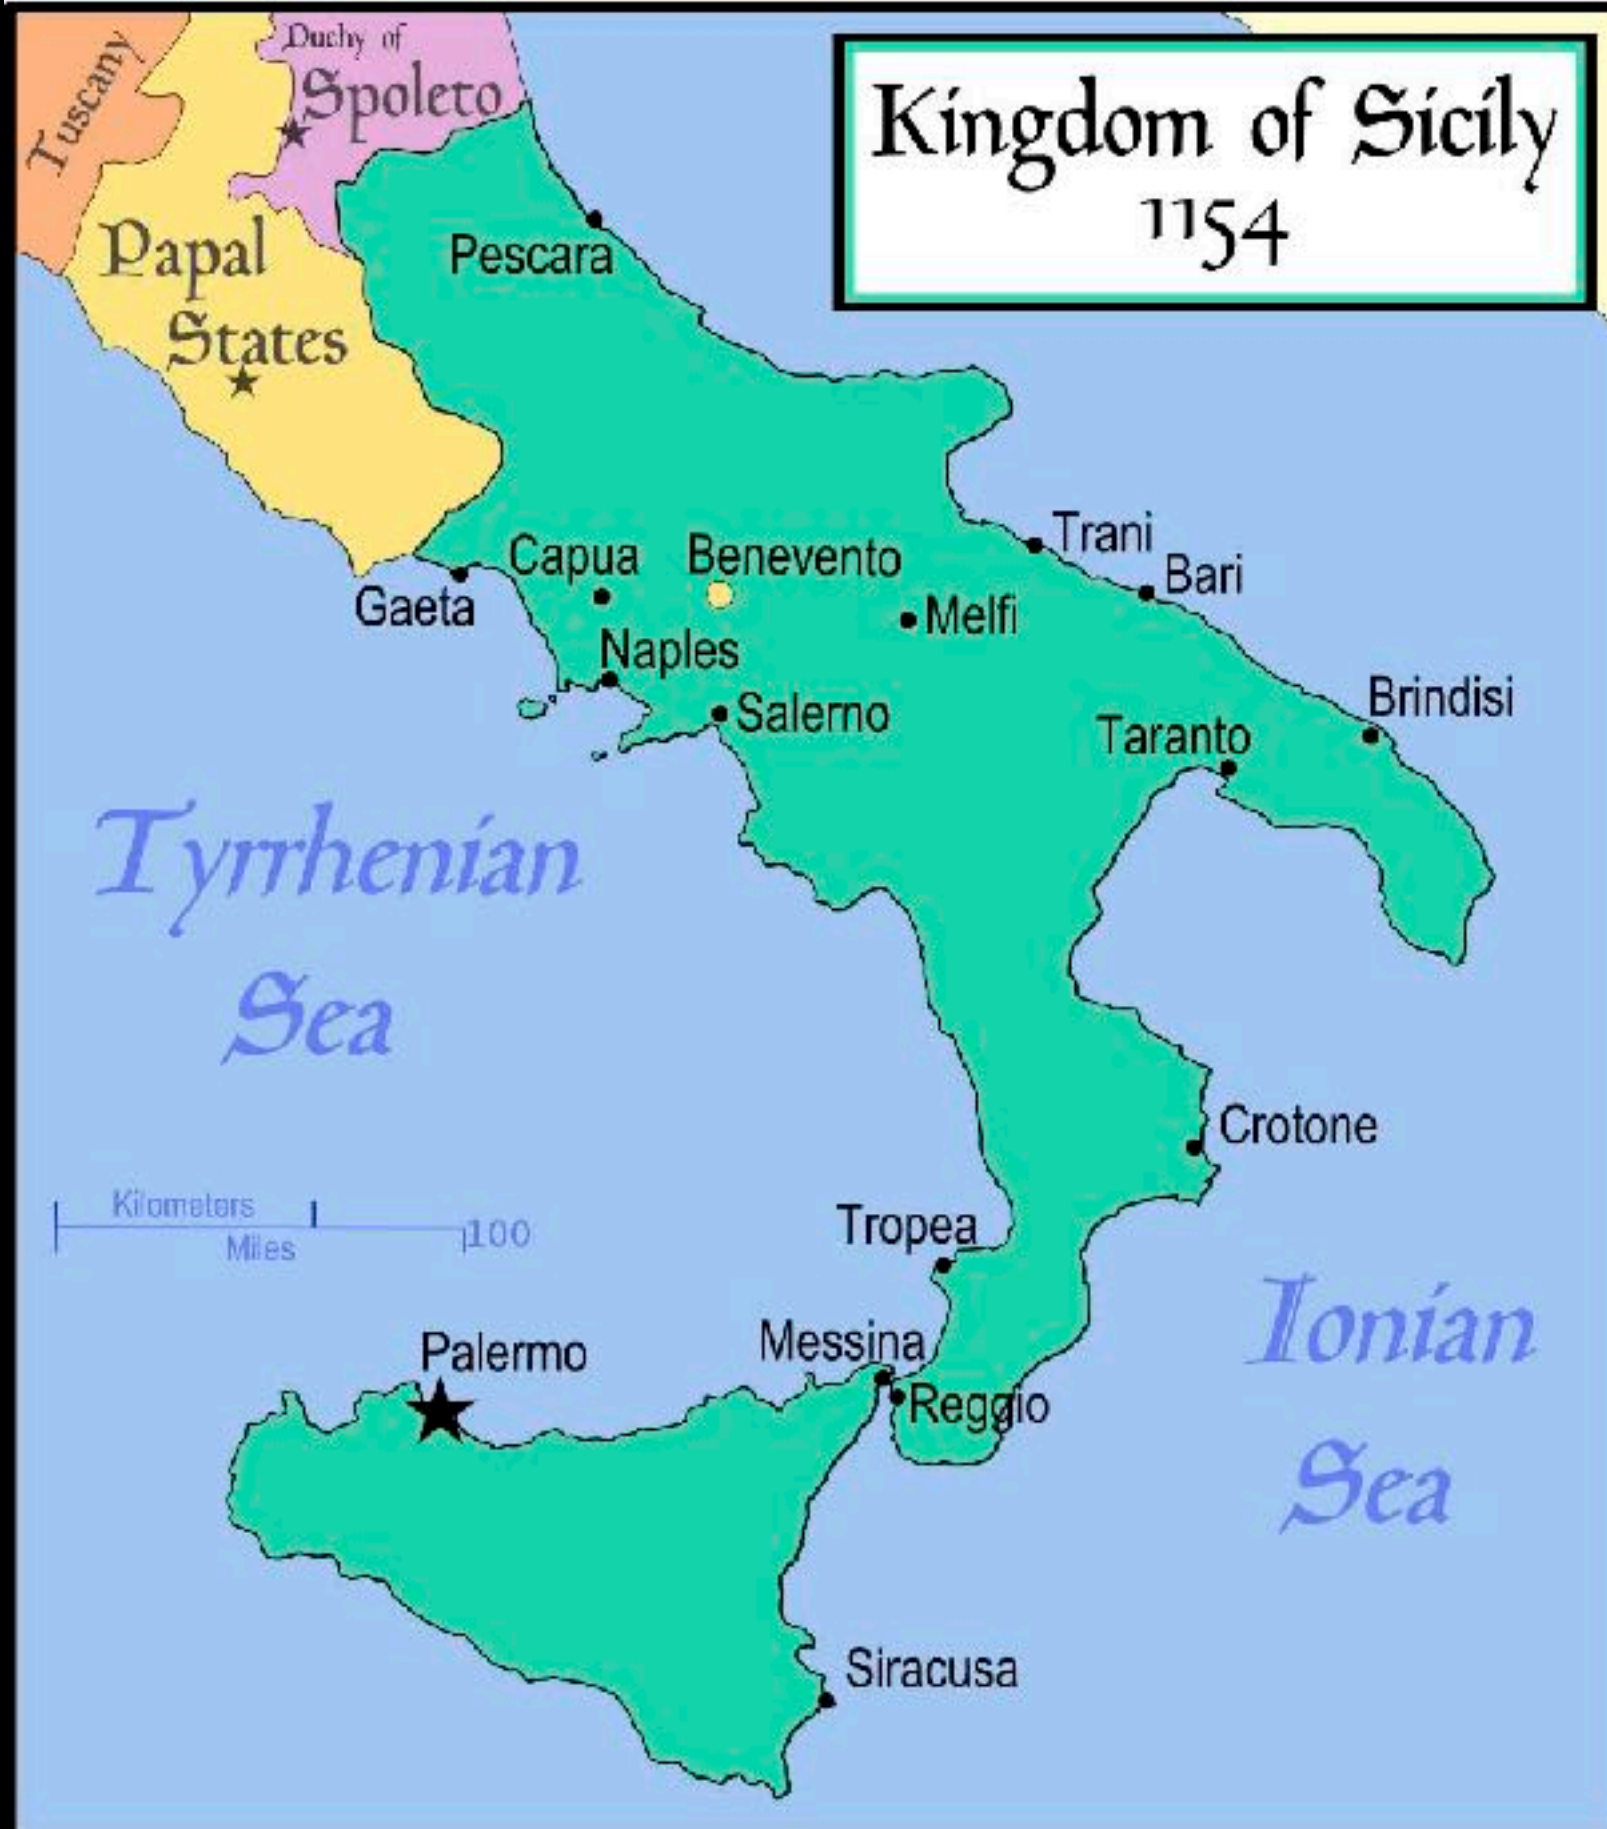 Tuscany
Duchy of
Spoleto
Kingdom of Sicily
1154
Papal
States
Pescara
Trani
Capua
Benevento
Bari
Gaeta
Melfi
Naples
Salerno
Brindisi
Taranto
Tyrrhenian
Sea
Crotone
Kilometers
Miles
100
Tropea
Ionian
Sea
Palermo
Messina
Reggio
Siracusa